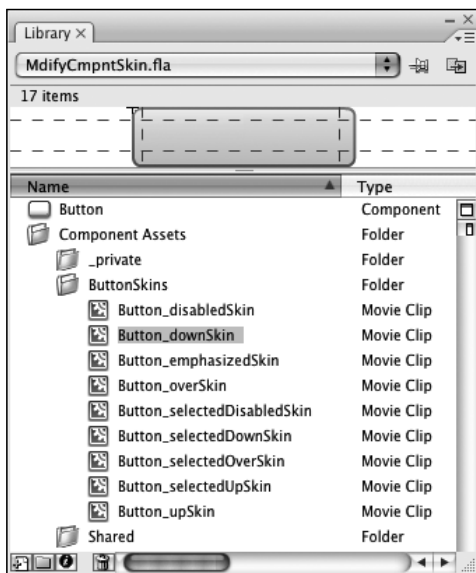 Library
MdifyCmpntSkin.fla
17 items
Name Type
Button Component
Component Assets Folder
_private Folder
ButtonSkins Folder
Button_disabledSkin Movie Clip
Button_downSkin Movie Clip
Button_emphasizedSkin Movie Clip
Button_overSkin Movie Clip
Button_selectedDisabledSkin Movie Clip
Button_selectedDownSkin Movie Clip
Button_selectedOverSkin Movie Clip
Button_selectedUpSkin Movie Clip
Button_upSkin Movie Clip
Shared Folder